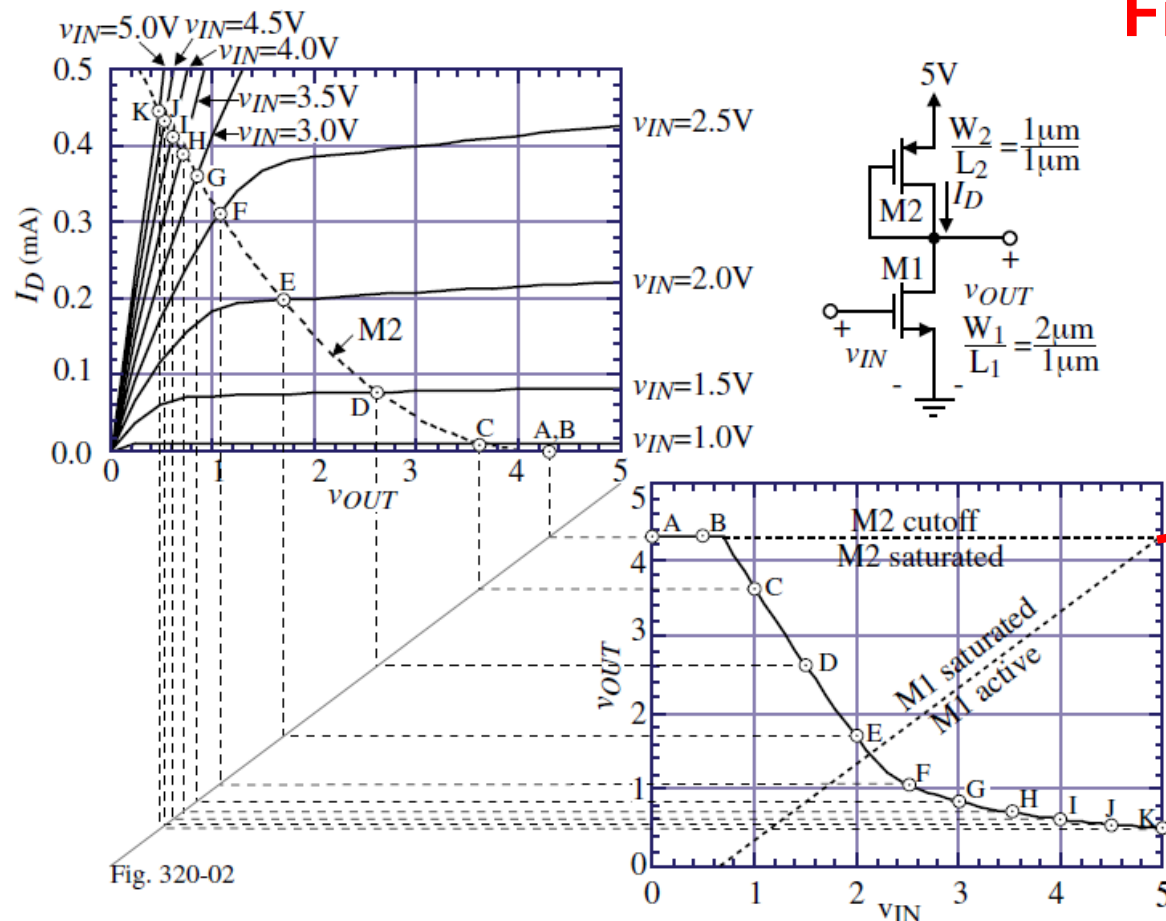 Fi
vIN=5.0V
vIN=4.5V
vIN=4.0V
vIN=3.5V
vIN=3.0V
vIN=2.5V
vIN=2.0V
vIN=1.5V
vIN=1.0V
0.5
0.4
0.3
0.2
0.1
0.0
ID (mA)
K
J
I
H
G
F
E
M2
D
C
A,B
0 1 2 3 4 5
vOUT
5V
W2/L2 = 1μm/1μm
M2
ID
M1
+
vOUT
+
vIN
W1/L1 = 2μm/1μm
- -
5
4
3
2
1
0
vOUT
A B
M2 cutoff
M2 saturated
C
D
M1 saturated
M1 active
E
F
G
H
I
J
K
0 1 2 3 4 5
vIN
Fig. 320-02